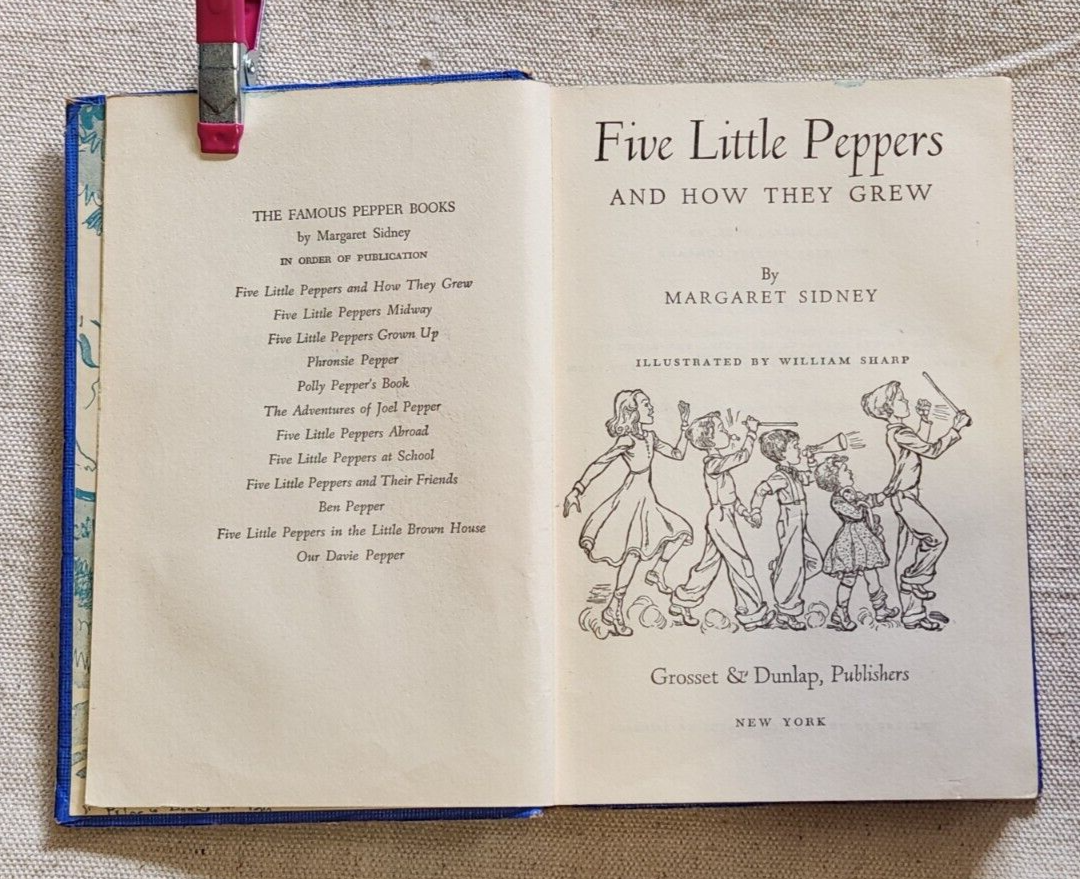 THE FAMOUS PEPPER BOOKS
by Margaret Sidney
IN ORDER OF PUBLICATION
Five Little Peppers and How They Grew
Five Little Peppers Midway
Five Little Peppers Grown Up
Phronsie Pepper
Polly Pepper's Book
The Adventures of Joel Pepper
Five Little Peppers Abroad
Five Little Peppers at School
Five Little Peppers and Their Friends
Ben Pepper
Five Little Peppers in the Little Brown House
Our Davie Pepper
Five Little Peppers
AND HOW THEY GREW
By
MARGARET SIDNEY
ILLUSTRATED BY WILLIAM SHARP
Grosset & Dunlap, Publishers
NEW YORK